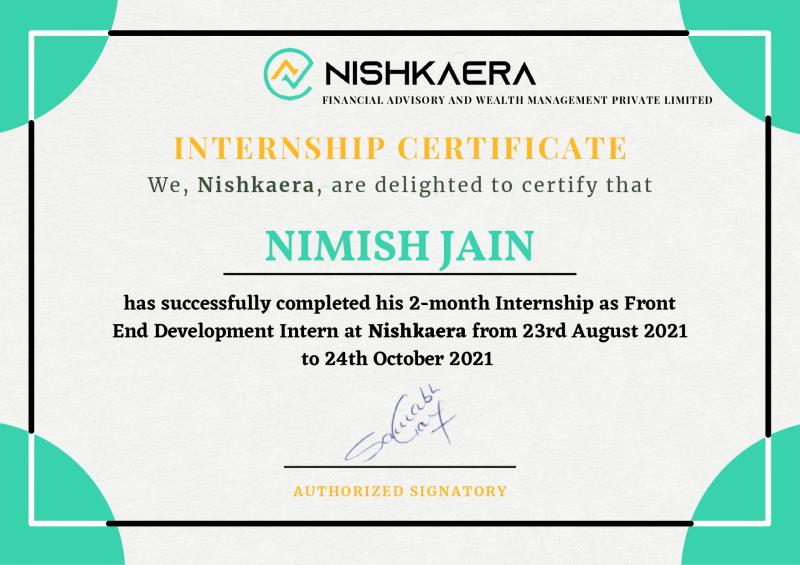 NISHKAERA
FINANCIAL ADVISORY AND WEALTH MANAGEMENT PRIVATE LIMITED
INTERNSHIP CERTIFICATE
We, Nishkaera, are delighted to certify that
NIMISH JAIN
has successfully completed his 2-month Internship as Front
End Development Intern at Nishkaera from 23rd August 2021
to 24th October 2021
Saurabh
AUTHORIZED SIGNATORY